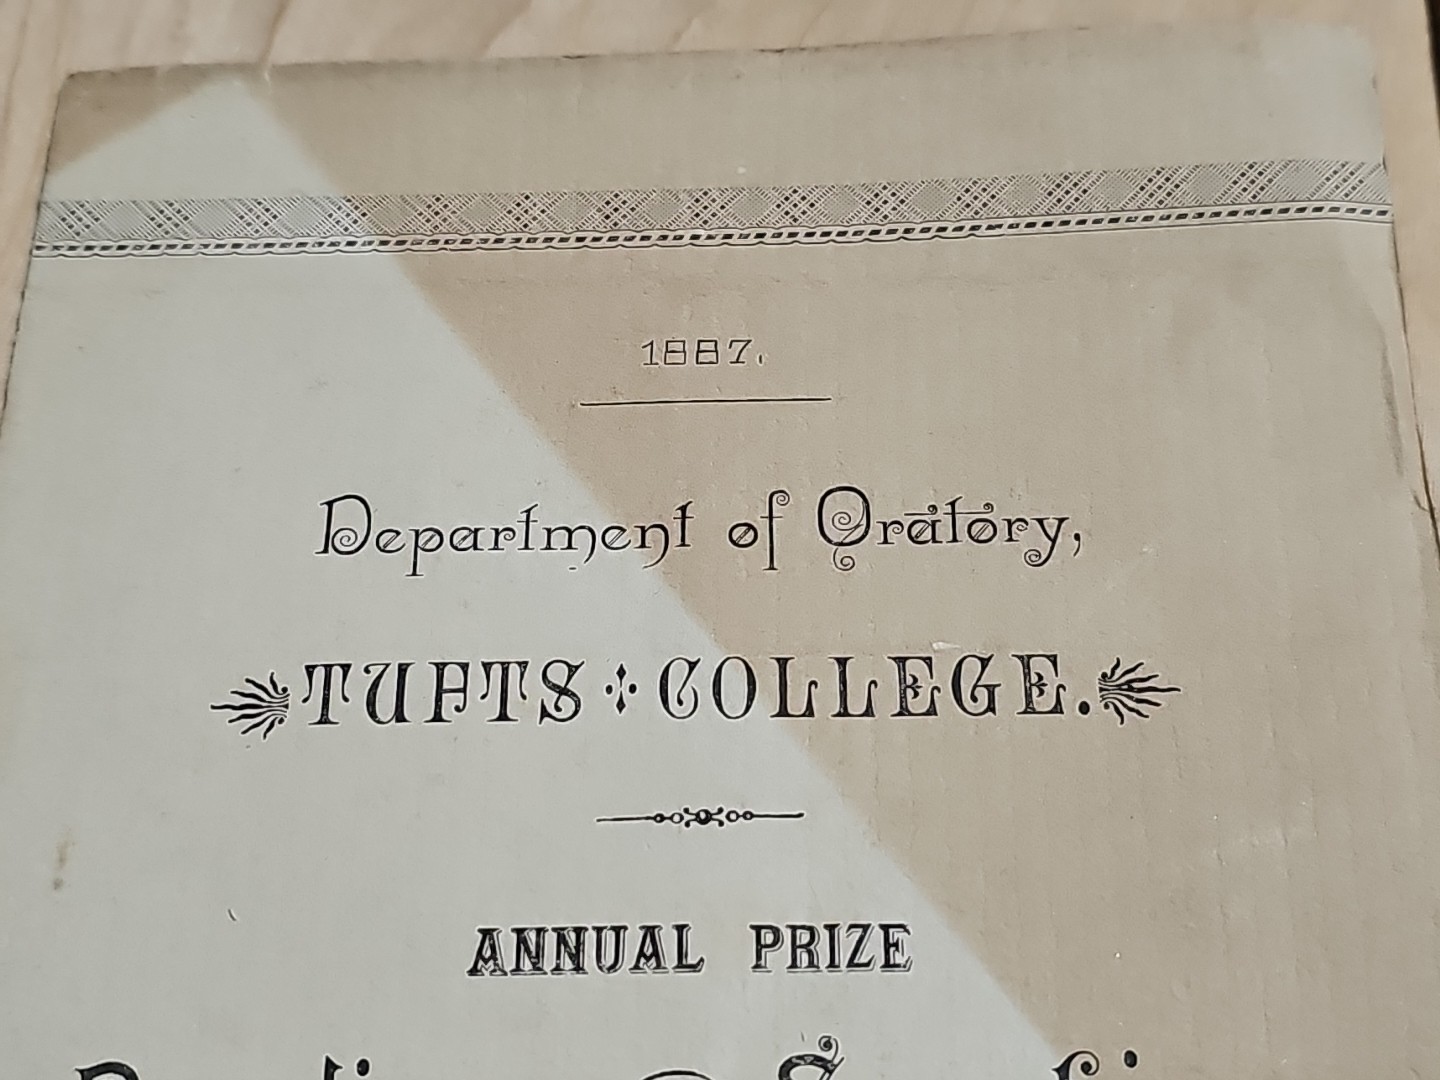 1887.
Department of Oratory,
TUFTS COLLEGE.
ANNUAL PRIZE